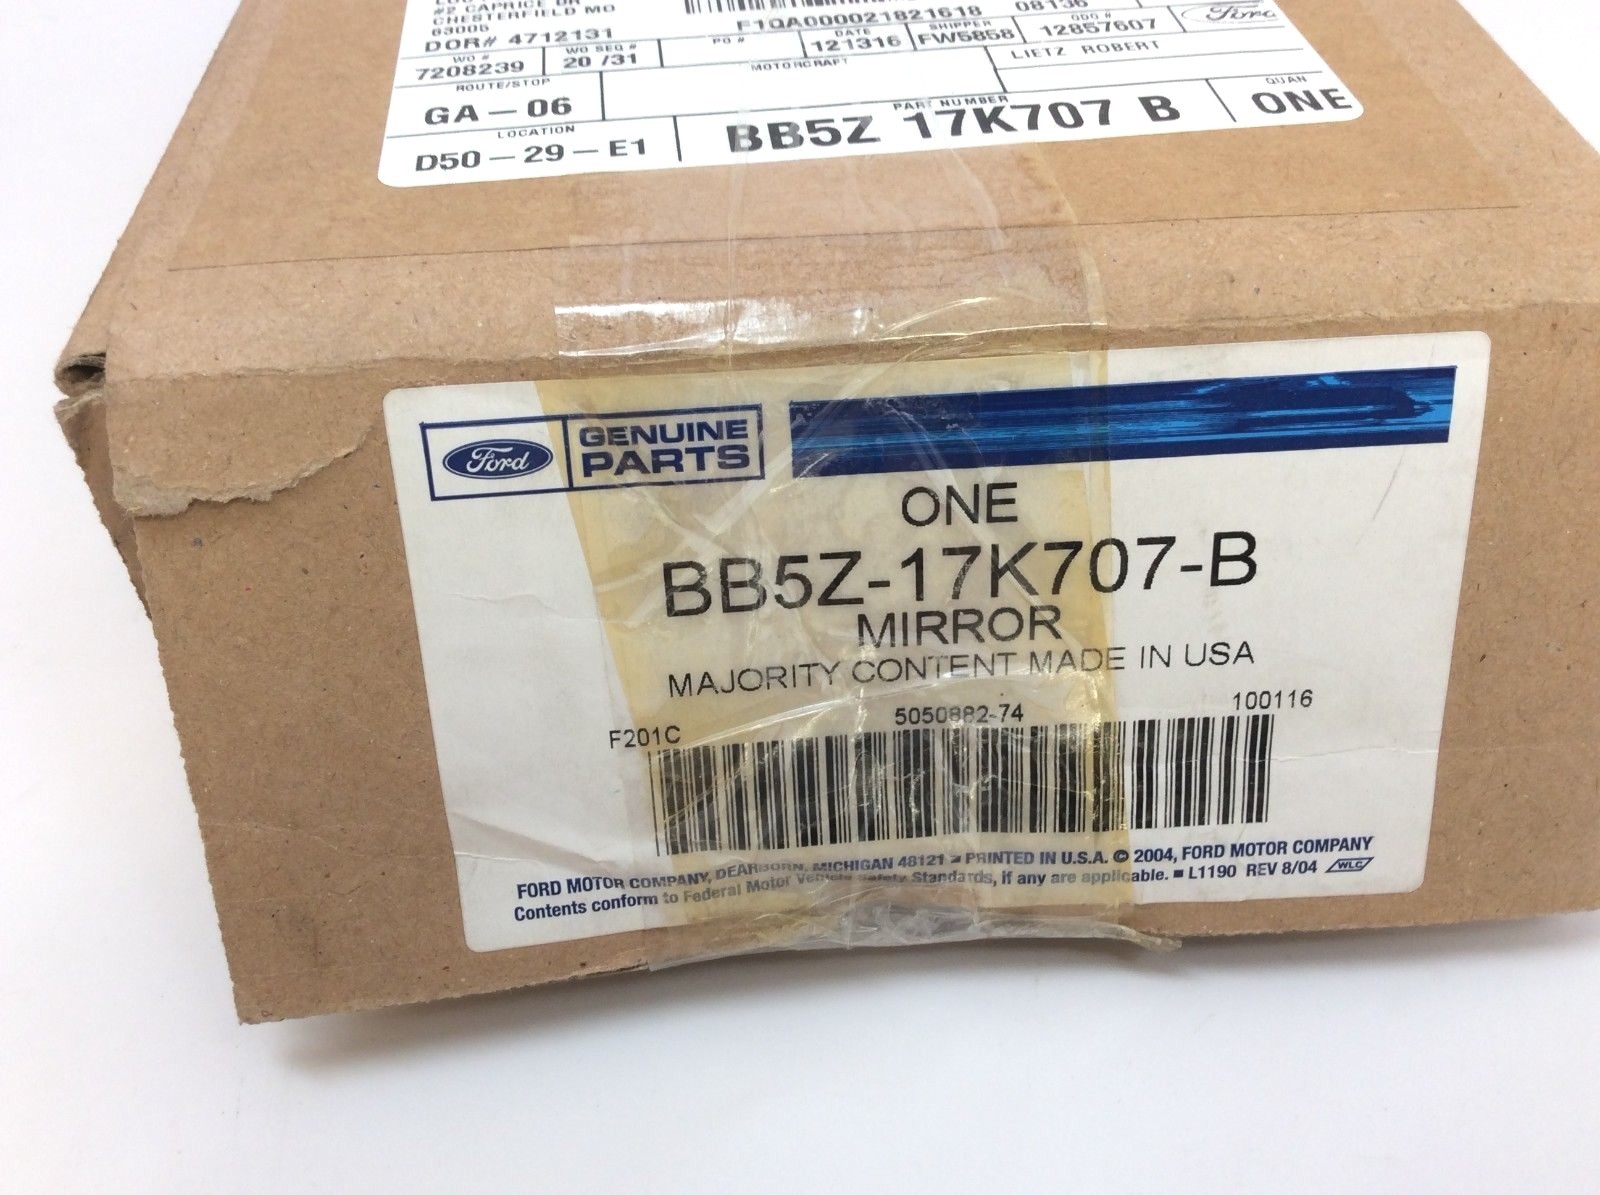 #2 CAPRICE DR
CHESTERFIELD MO
63005
DOR# 4712131
F1QA000021821618
08136
WO #
7208239
WO SEQ #
20 /31
PO #
DATE
121316
SHIPPER
FW5858
GDO #
12857607
Ford
ROUTE/STOP
GA - 06
MOTORCRAFT
LIETZ ROBERT
LOCATION
D50 - 29 - E1
PART NUMBER
BB5Z 17K707 B
QUAN
ONE
Ford
GENUINE
PARTS
ONE
BB5Z-17K707-B
MIRROR
MAJORITY CONTENT MADE IN USA
F201C 5050882-74 100116
FORD MOTOR COMPANY, DEARBORN, MICHIGAN 48121 ▪ PRINTED IN U.S.A. © 2004, FORD MOTOR COMPANY
Contents conform to Federal Motor Vehicle Safety Standards, if any are applicable. ▪ L1190 REV 8/04 WLC